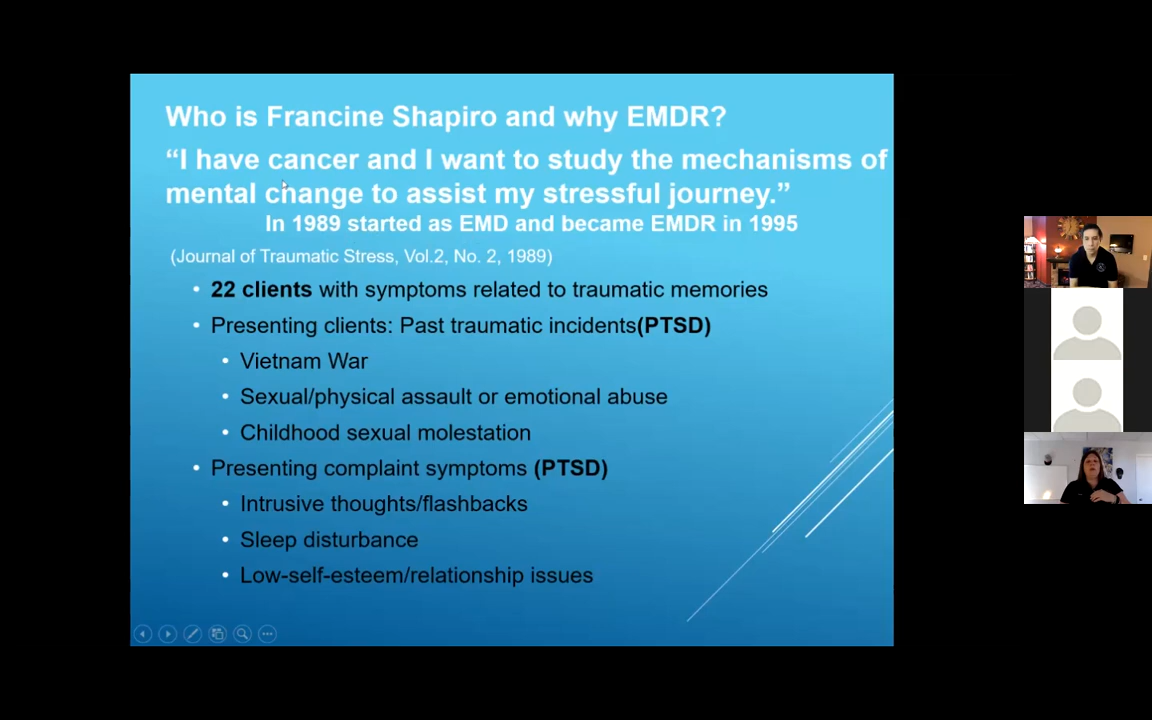 Who is Francine Shapiro and why EMDR?
“I have cancer and I want to study the mechanisms of
mental change to assist my stressful journey.”
In 1989 started as EMD and became EMDR in 1995
(Journal of Traumatic Stress, Vol.2, No. 2, 1989)
• 22 clients with symptoms related to traumatic memories
• Presenting clients: Past traumatic incidents(PTSD)
• Vietnam War
• Sexual/physical assault or emotional abuse
• Childhood sexual molestation
• Presenting complaint symptoms (PTSD)
• Intrusive thoughts/flashbacks
• Sleep disturbance
• Low-self-esteem/relationship issues